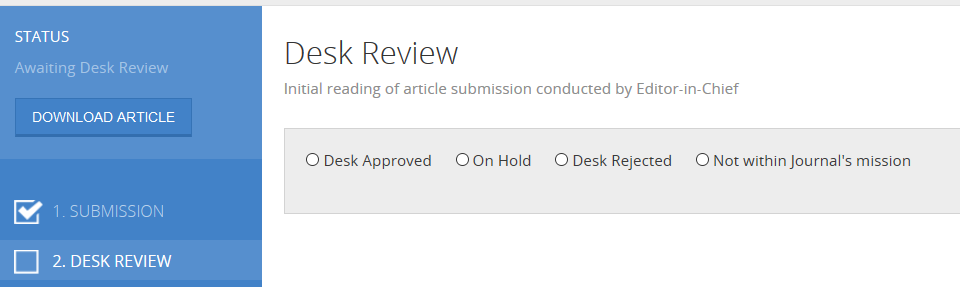 STATUS
Awaiting Desk Review
DOWNLOAD ARTICLE
1. SUBMISSION
2. DESK REVIEW
Desk Review
Initial reading of article submission conducted by Editor-in-Chief
Desk Approved On Hold Desk Rejected Not within Journal's mission